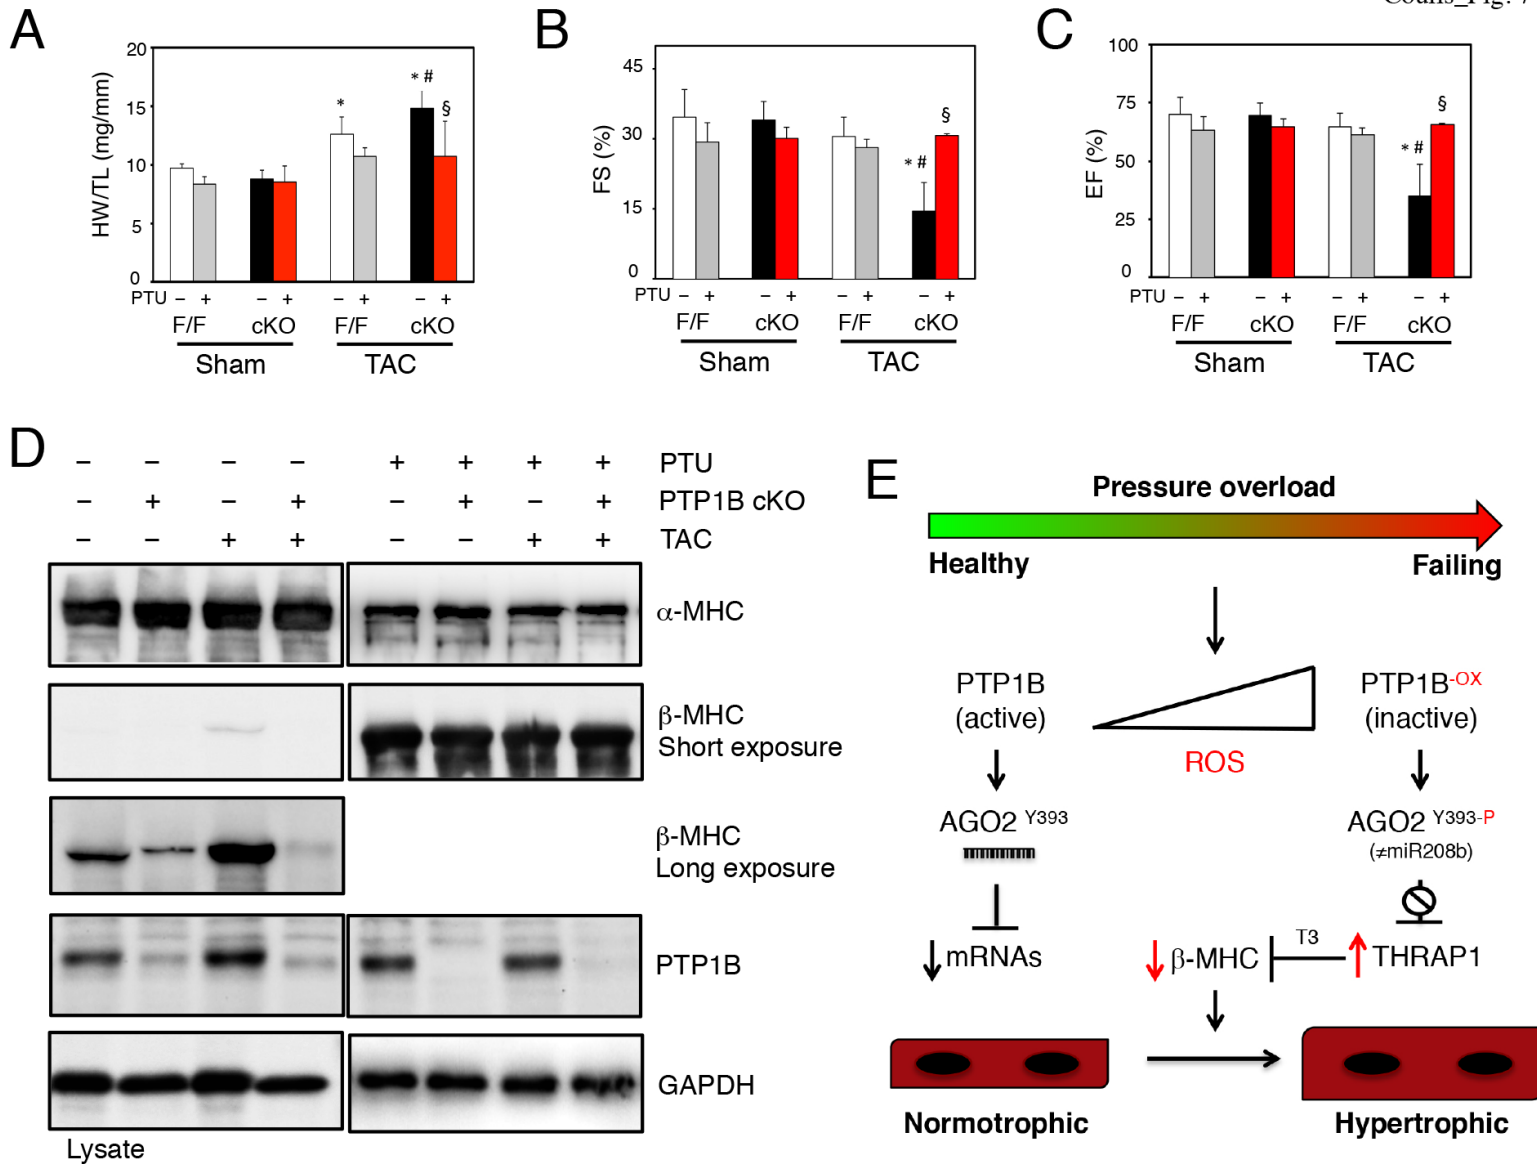 Coulis_Fig. 7
A
20
15
10
5
0
HW/TL (mg/mm)
*
* #
§
PTU − + − + − + − +
F/F cKO F/F cKO
Sham TAC
B
45
30
15
0
FS (%)
* #
§
PTU − + − + − + − +
F/F cKO F/F cKO
Sham TAC
C
100
75
50
25
0
EF (%)
* #
§
PTU − + − + − + − +
F/F cKO F/F cKO
Sham TAC
D
− − − − + + + + PTU
− + − + − + − + PTP1B cKO
− − + + − − + + TAC
α-MHC
β-MHC
Short exposure
β-MHC
Long exposure
PTP1B
GAPDH
Lysate
E
Pressure overload
Healthy Failing
PTP1B
(active)
ROS
PTP1B-OX
(inactive)
AGO2 Y393
AGO2 Y393-P
(≠miR208b)
mRNAs
β-MHC
T3
THRAP1
Normotrophic
Hypertrophic